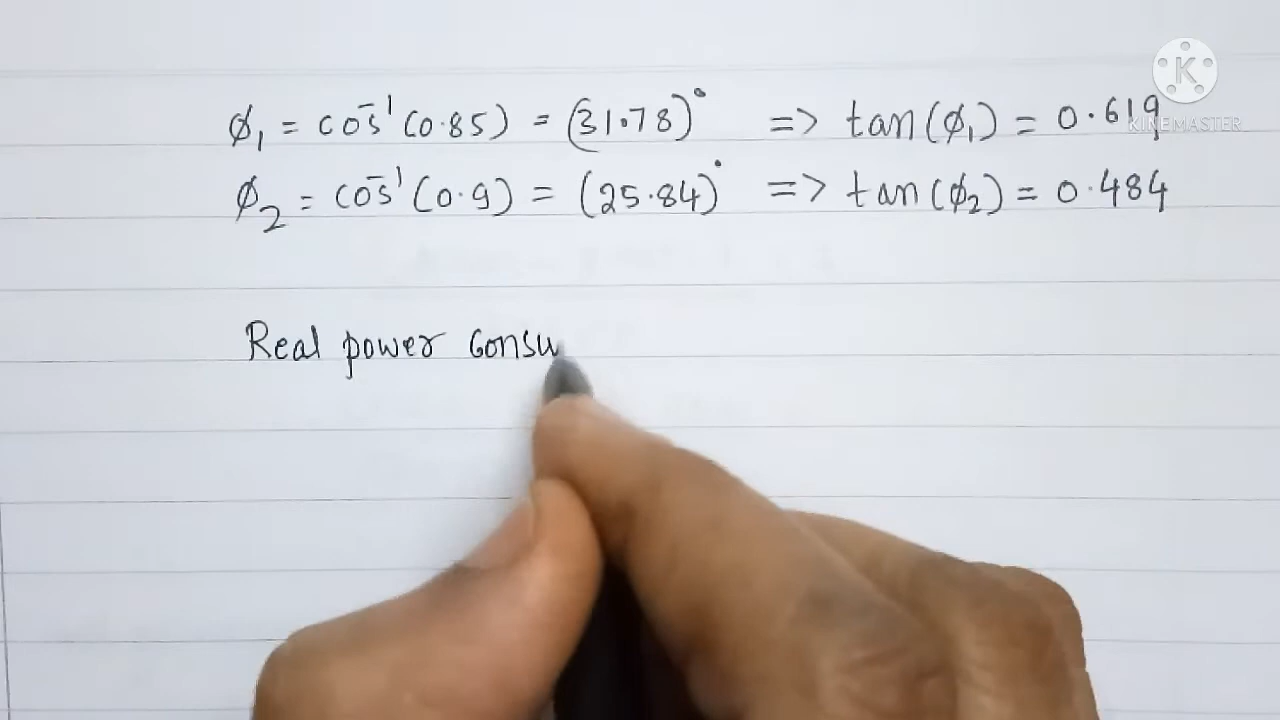 K
KINEMASTER
ϕ₁ = cos⁻¹(0.85) = (31.78)° => tan(ϕ₁) = 0.619
ϕ₂ = cos⁻¹(0.9) = (25.84)° => tan(ϕ₂) = 0.484
Real power Consu